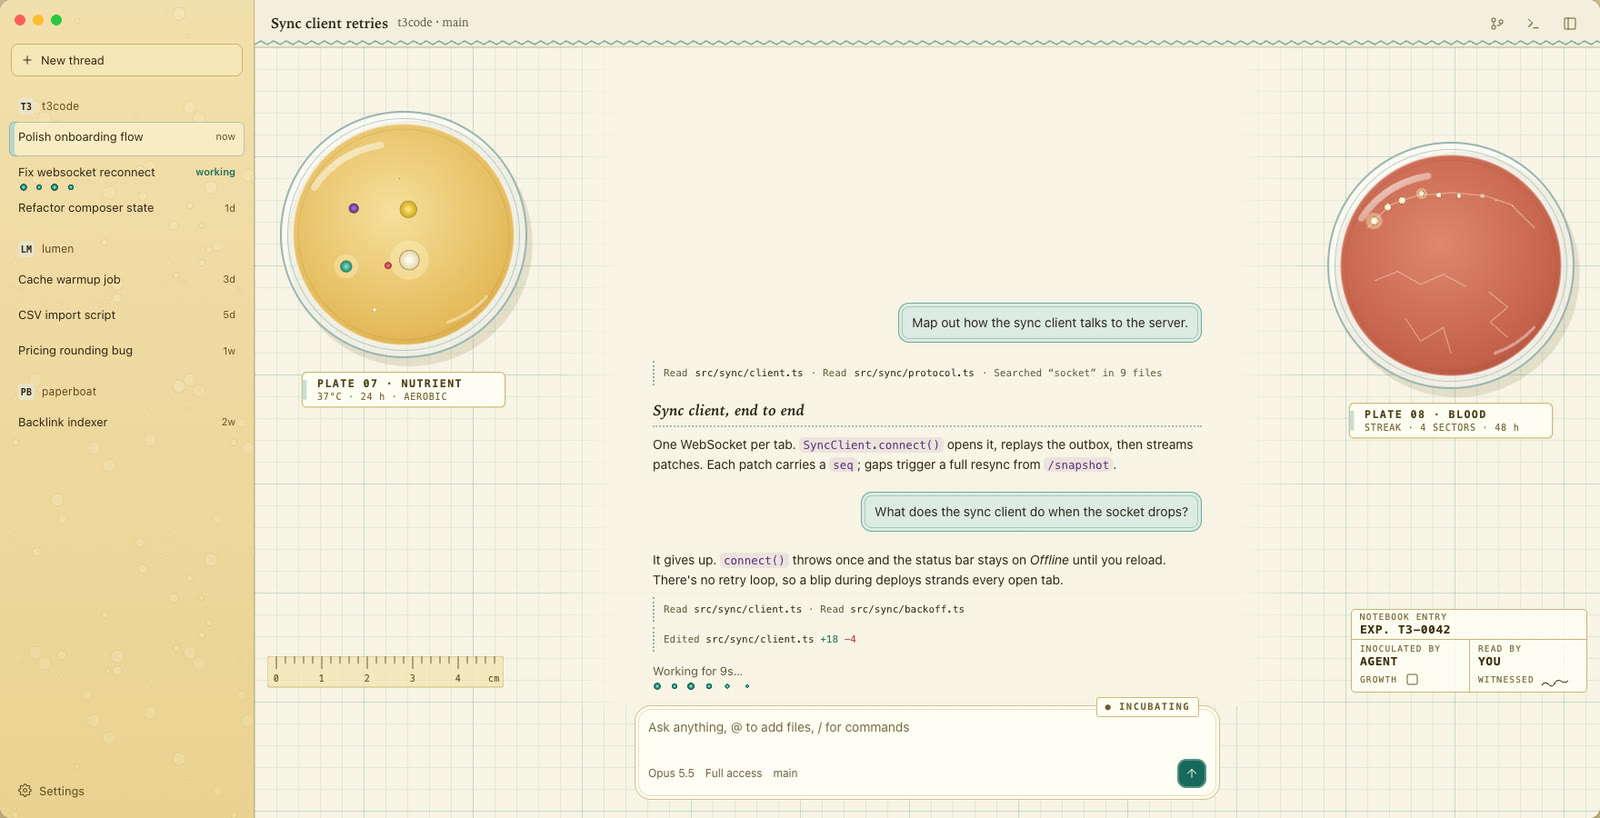 Sync client retries t3code · main
+ New thread
T3 t3code
Polish onboarding flow now
Fix websocket reconnect working
Refactor composer state 1d
LM lumen
Cache warmup job 3d
CSV import script 5d
Pricing rounding bug 1w
PB paperboat
Backlink indexer 2w
Settings
PLATE 07 · NUTRIENT
37°C · 24 h · AEROBIC
0 1 2 3 4 cm
Map out how the sync client talks to the server.
Read src/sync/client.ts · Read src/sync/protocol.ts · Searched “socket” in 9 files
Sync client, end to end
One WebSocket per tab. SyncClient.connect() opens it, replays the outbox, then streams
patches. Each patch carries a seq; gaps trigger a full resync from /snapshot.
What does the sync client do when the socket drops?
It gives up. connect() throws once and the status bar stays on Offline until you reload.
There's no retry loop, so a blip during deploys strands every open tab.
Read src/sync/client.ts · Read src/sync/backoff.ts
Edited src/sync/client.ts +18 −4
Working for 9s...
INCUBATING
Ask anything, @ to add files, / for commands
Opus 5.5 Full access main
PLATE 08 · BLOOD
STREAK · 4 SECTORS · 48 h
NOTEBOOK ENTRY
EXP. T3-0042
INOCULATED BY
AGENT
READ BY
YOU
GROWTH
WITNESSED